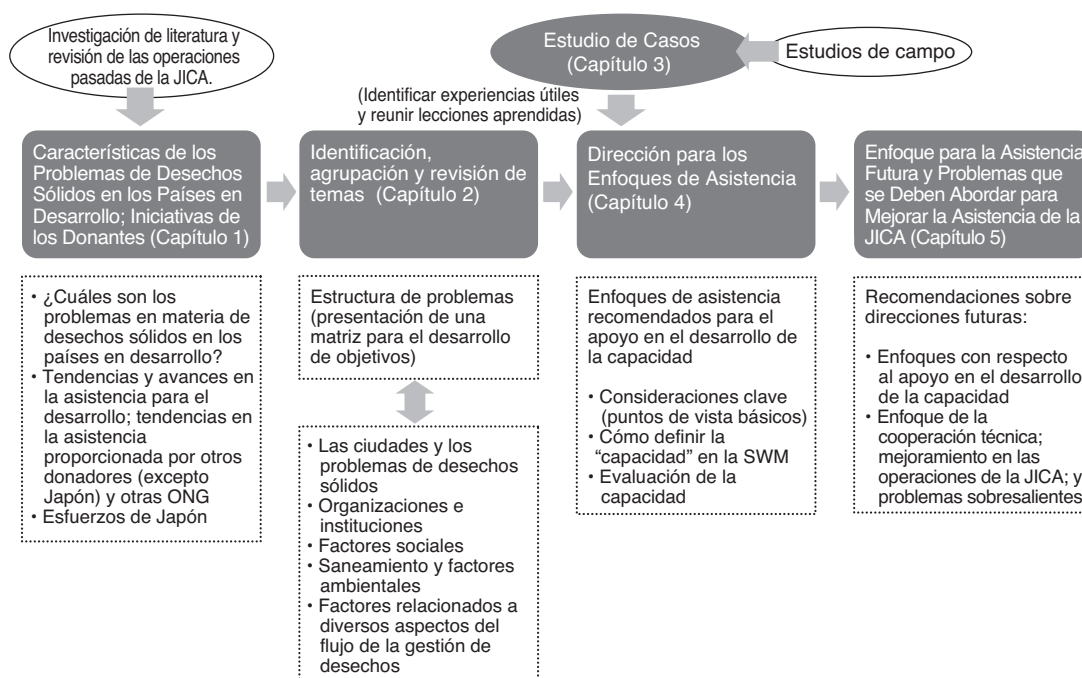 Investigación de literatura y
revisión de las operaciones
pasadas de la JICA.
Estudio de Casos
(Capítulo 3)
Estudios de campo
(Identificar experiencias útiles
y reunir lecciones aprendidas)
Características de los
Problemas de Desechos
Sólidos en los Países en
Desarrollo; Iniciativas de
los Donantes (Capítulo 1)
Identificación,
agrupación y revisión de
temas (Capítulo 2)
Dirección para los
Enfoques de Asistencia
(Capítulo 4)
Enfoque para la Asistencia
Futura y Problemas que
se Deben Abordar para
Mejorar la Asistencia de la
JICA (Capítulo 5)
• ¿Cuáles son los
problemas en materia de
desechos sólidos en los
países en desarrollo?
• Tendencias y avances en
la asistencia para el
desarrollo; tendencias en
la asistencia
proporcionada por otros
donadores (excepto
Japón) y otras ONG
• Esfuerzos de Japón
Estructura de problemas
(presentación de una
matriz para el desarrollo
de objetivos)
• Las ciudades y los
problemas de desechos
sólidos
• Organizaciones e
instituciones
• Factores sociales
• Saneamiento y factores
ambientales
• Factores relacionados a
diversos aspectos del
flujo de la gestión de
desechos
Enfoques de asistencia
recomendados para el
apoyo en el desarrollo de
la capacidad
• Consideraciones clave
(puntos de vista básicos)
• Cómo definir la
“capacidad” en la SWM
• Evaluación de la
capacidad
Recomendaciones sobre
direcciones futuras:
• Enfoques con respecto
al apoyo en el desarrollo
de la capacidad
• Enfoque de la
cooperación técnica;
mejoramiento en las
operaciones de la JICA; y
problemas sobresalientes